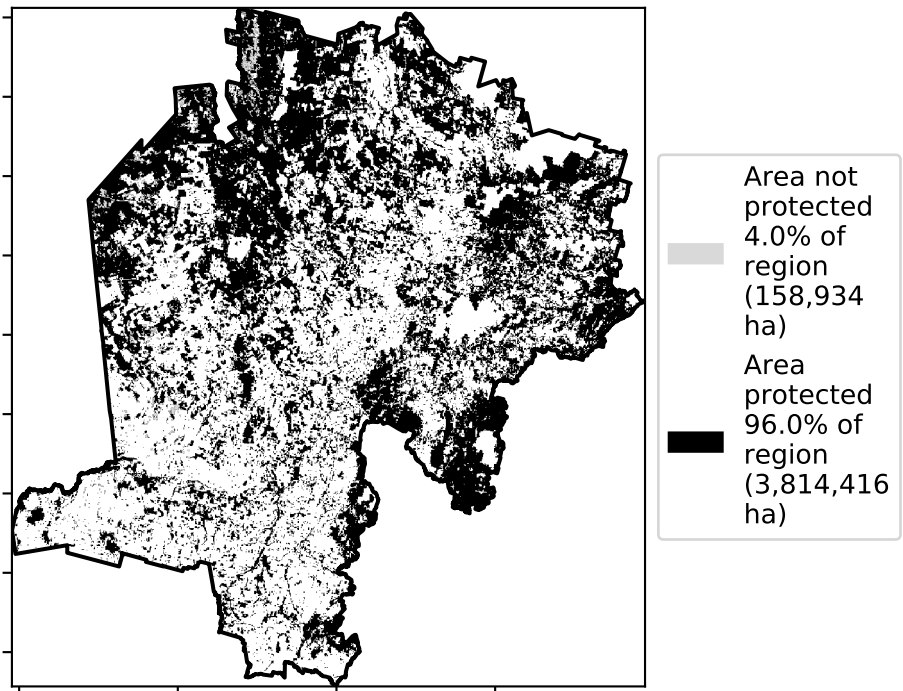 Area not
protected
4.0% of
region
(158,934
ha)
Area
protected
96.0% of
region
(3,814,416
ha)